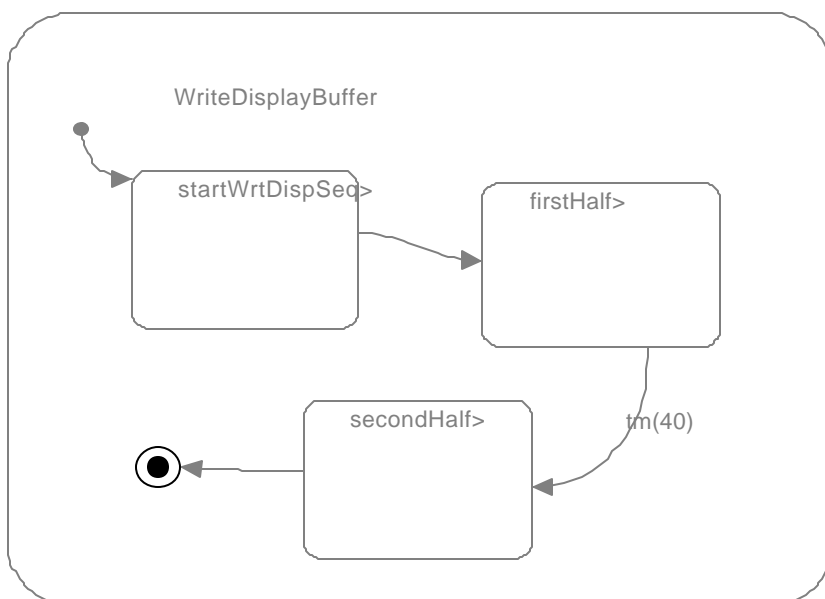 WriteDisplayBuffer
startWrtDispSeq>
firstHalf>
secondHalf>
tm(40)